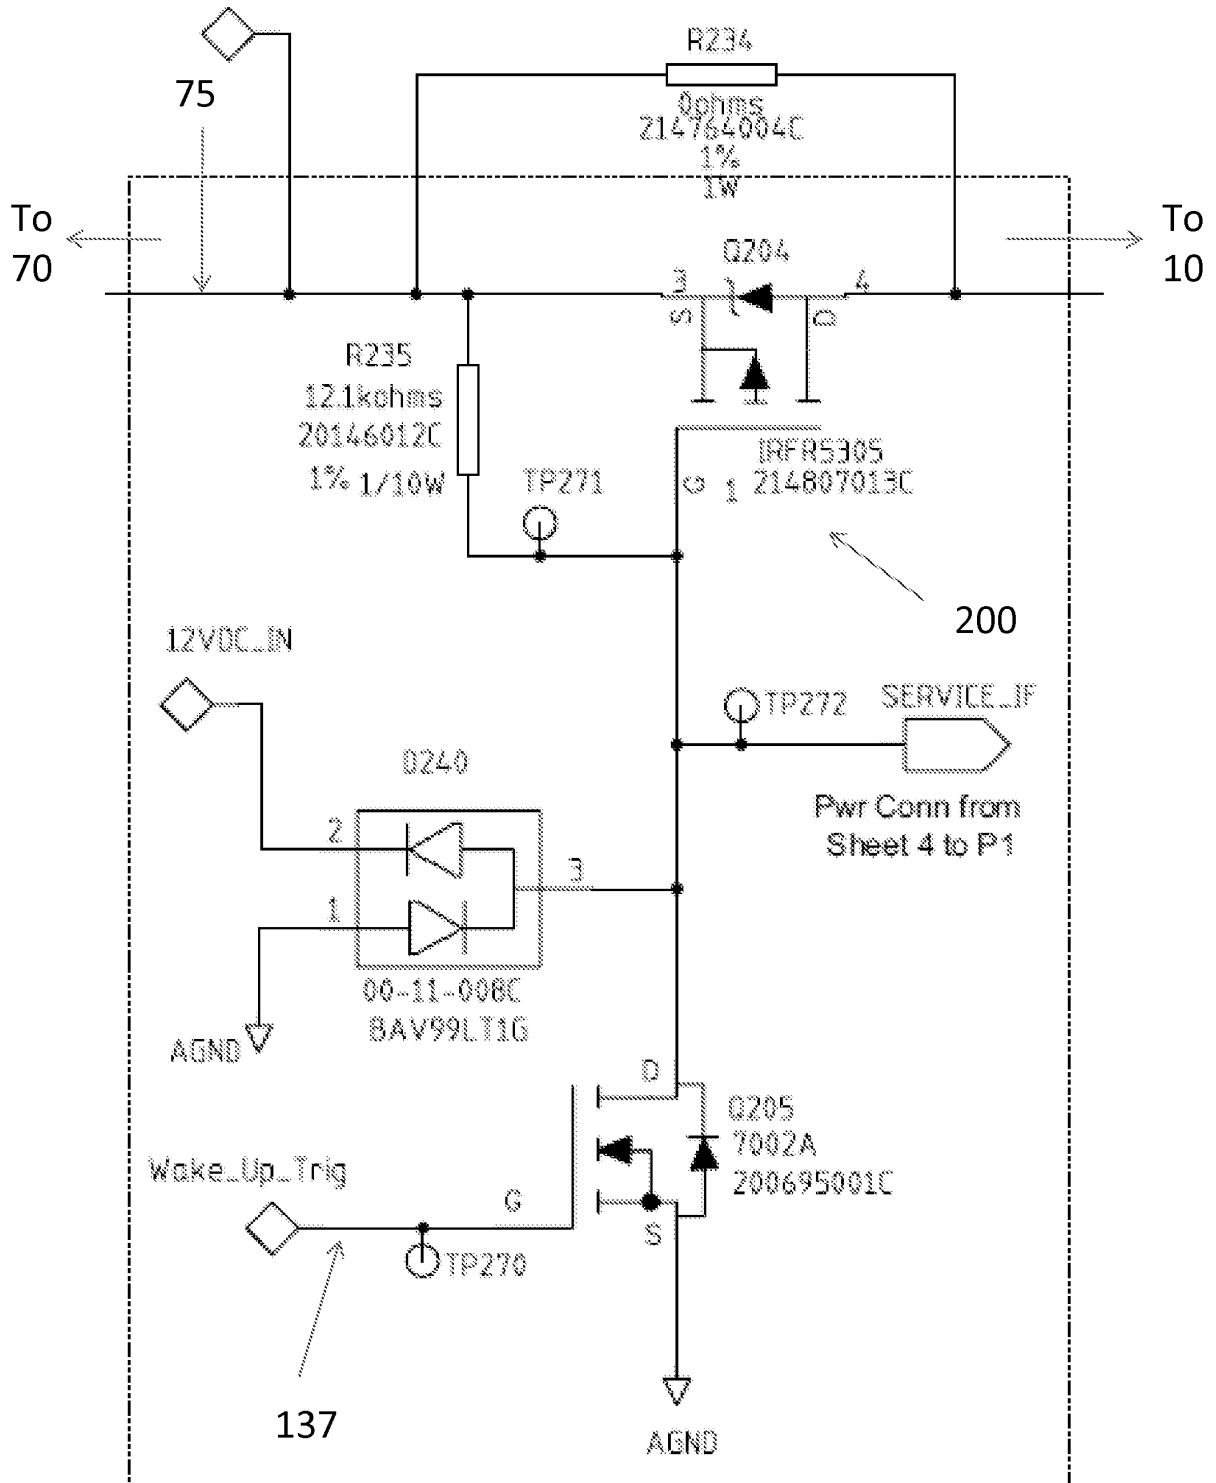 R234
0ohms
214764004C
1%
1W
75
To
70
To
10
Q204
3
4
S
D
R235
12.1kohms
20146012C
1% 1/10W
TP271
G
1
IRFR5305
214807013C
200
12VDC_IN
TP272
SERVICE_IF
Pwr Conn from
Sheet 4 to P1
D240
2
3
1
00-11-008C
BAV99LT1G
AGND
D
Q205
7002A
200695001C
Wake_Up_Trig
G
S
TP270
137
AGND